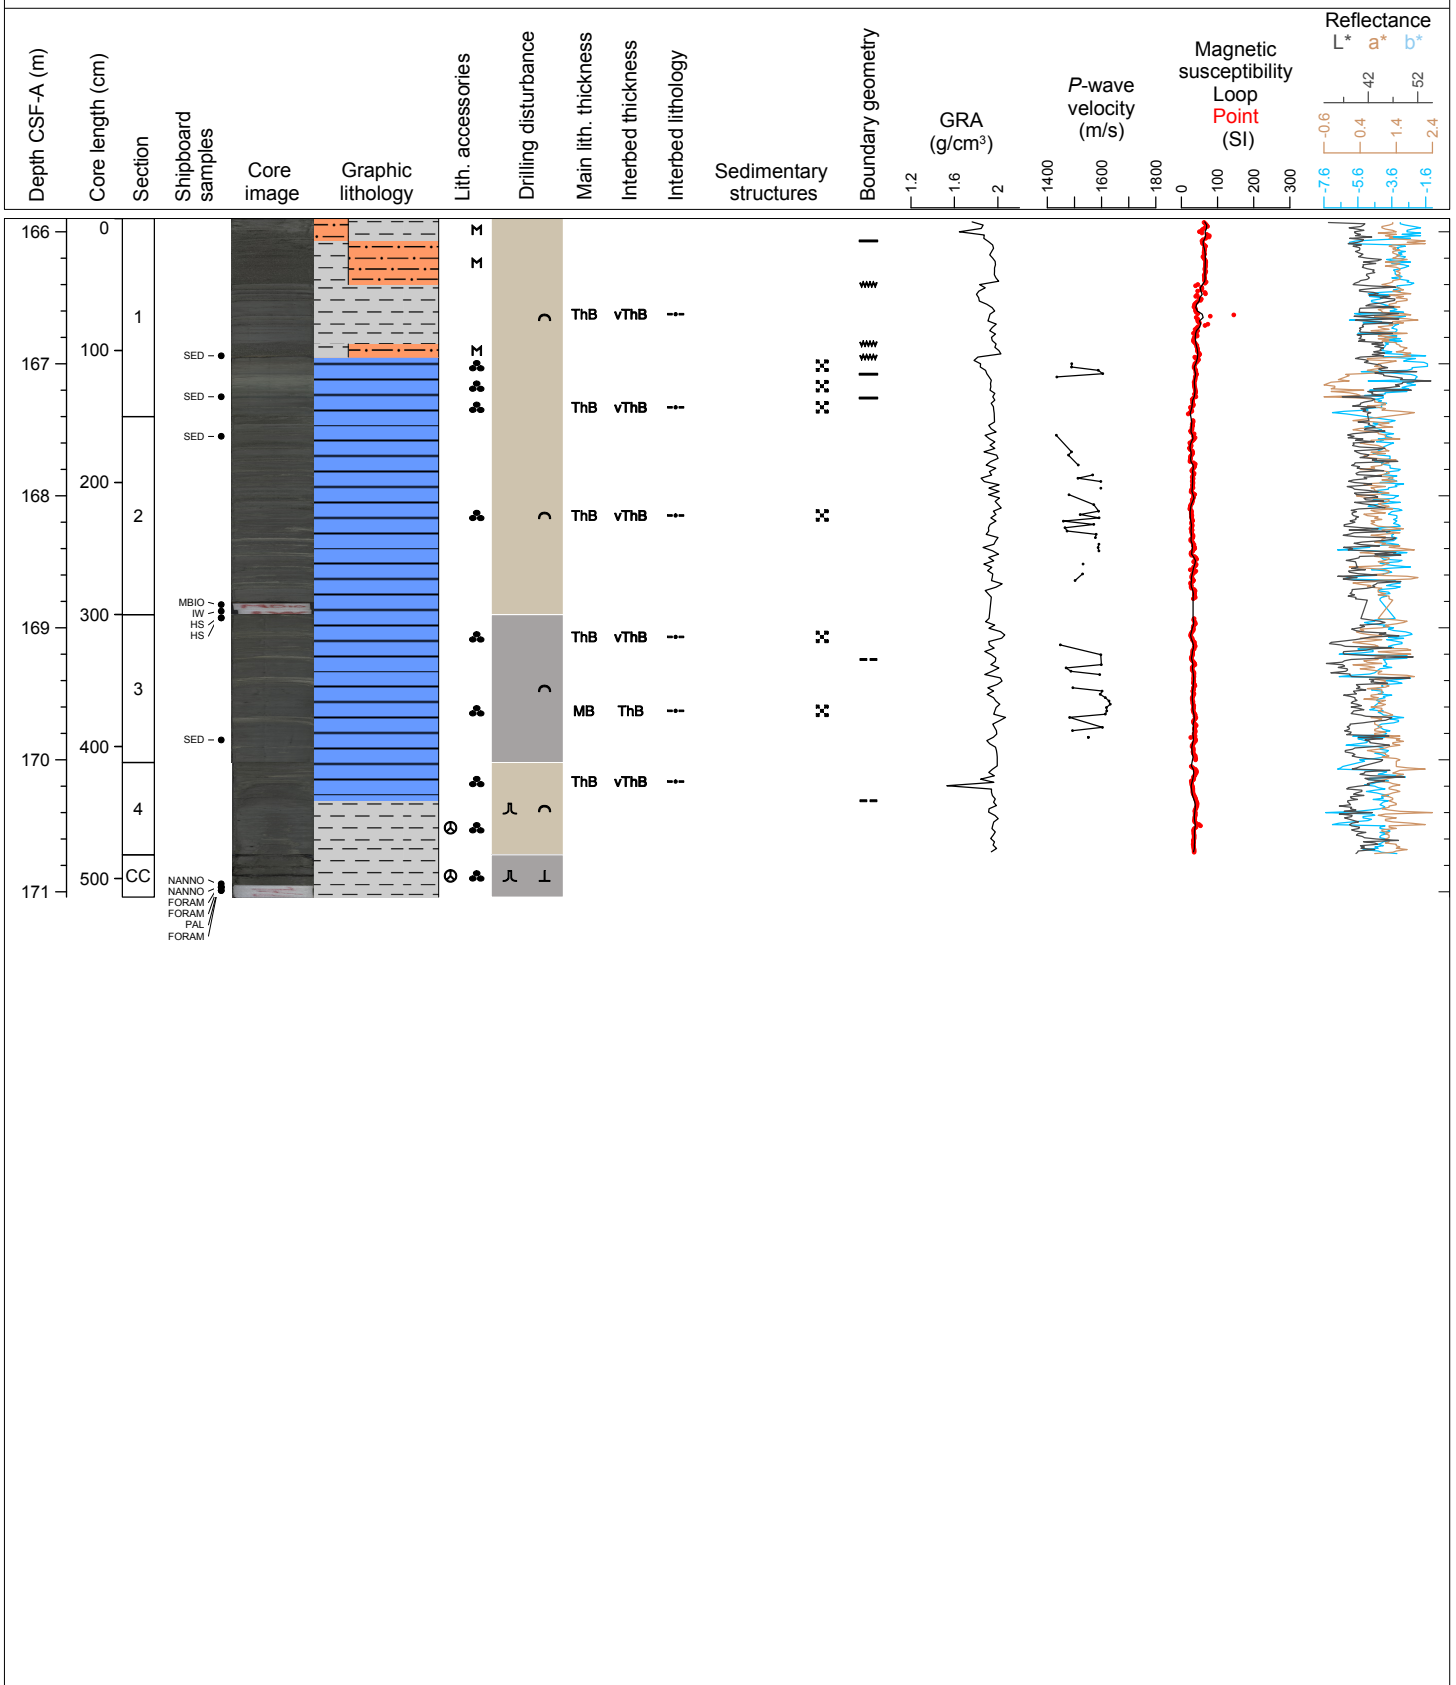 Depth CSF-A (m)
Core length (cm)
Section
Shipboard
samples
Core
image
Graphic
lithology
Lith. accessories
Drilling disturbance
Main lith. thickness
Interbed thickness
Interbed lithology
Sedimentary
structures
Boundary geometry
GRA
(g/cm³)
1.2 1.6 2
P-wave
velocity
(m/s)
1400 1600 1800
Magnetic
susceptibility
Loop
Point
(SI)
0 100 200 300
Reflectance
L* a* b*
42 52
-0.6 0.4 1.4 2.4
-7.6 -5.6 -3.6 -1.6
166 0
M
M
1 ThB vThB
100 M
SED
167
SED
ThB vThB
SED
200
168
2 ThB vThB
MBIO
IW
300
HS
169
HS
ThB vThB
3
MB ThB
SED
400
170
ThB vThB
4
500 CC
NANNO
171
NANNO
FORAM
FORAM
PAL
FORAM